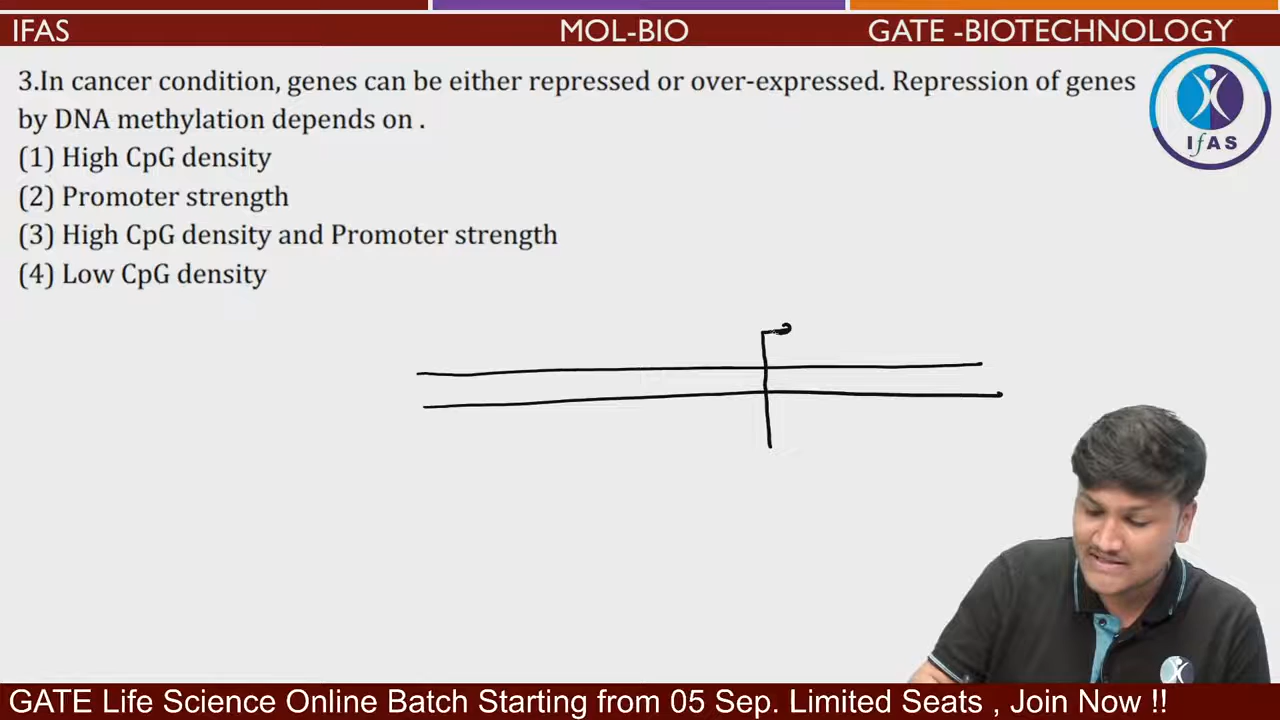 IFAS MOL-BIO GATE -BIOTECHNOLOGY
3.In cancer condition, genes can be either repressed or over-expressed. Repression of genes
by DNA methylation depends on .
(1) High CpG density
(2) Promoter strength
(3) High CpG density and Promoter strength
(4) Low CpG density
IfAS
GATE Life Science Online Batch Starting from 05 Sep. Limited Seats , Join Now !!